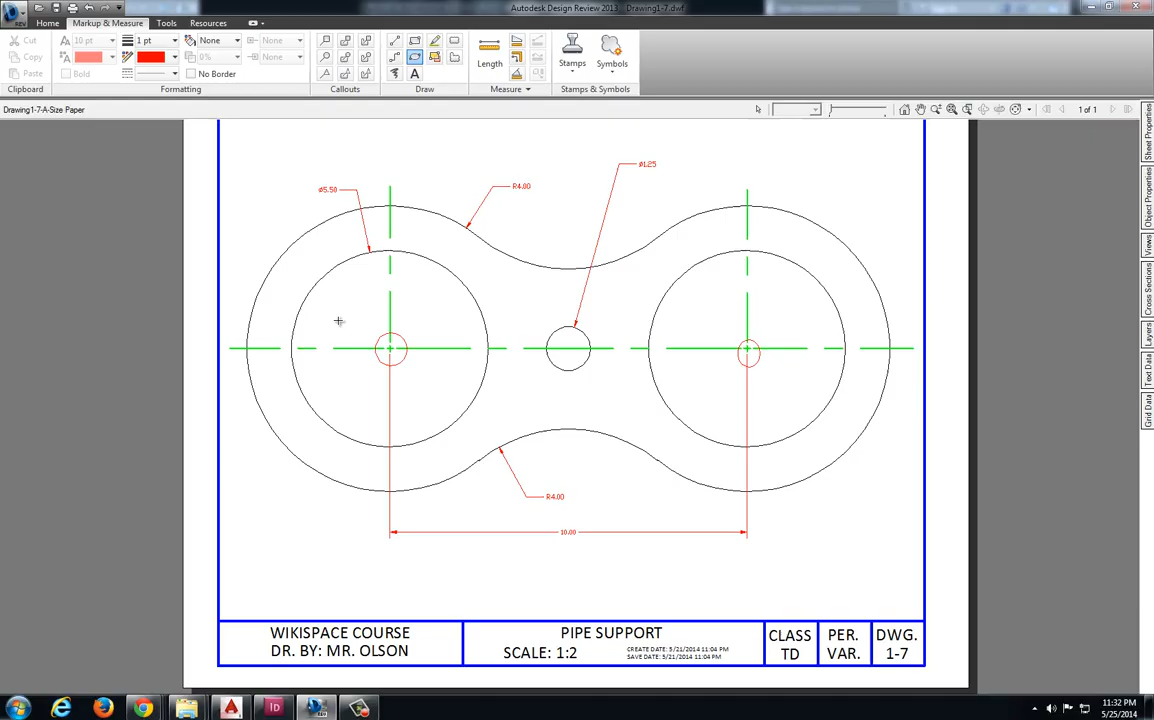 Autodesk Design Review 2013 - Drawing1-7.dwf
Home Markup & Measure Tools Resources
Cut 10 pt 1 pt None None
Copy 0% None
Paste Bold No Border
Length Stamps Symbols
Clipboard Formatting Callouts Draw Measure Stamps & Symbols
Drawing1-7-A-Size Paper 1 of 1
Sheet Properties
Object Properties
Views
Cross Sections
Layers
Text Data
Grid Data
Ø1.25
Ø5.50 R4.00
R4.00
10.00
WIKISPACE COURSE
DR. BY: MR. OLSON
PIPE SUPPORT
SCALE: 1:2
CREATE DATE: 5/21/2014 11:04 PM
SAVE DATE: 5/21/2014 11:04 PM
CLASS
TD
PER.
VAR.
DWG.
1-7
11:32 PM
5/25/2014